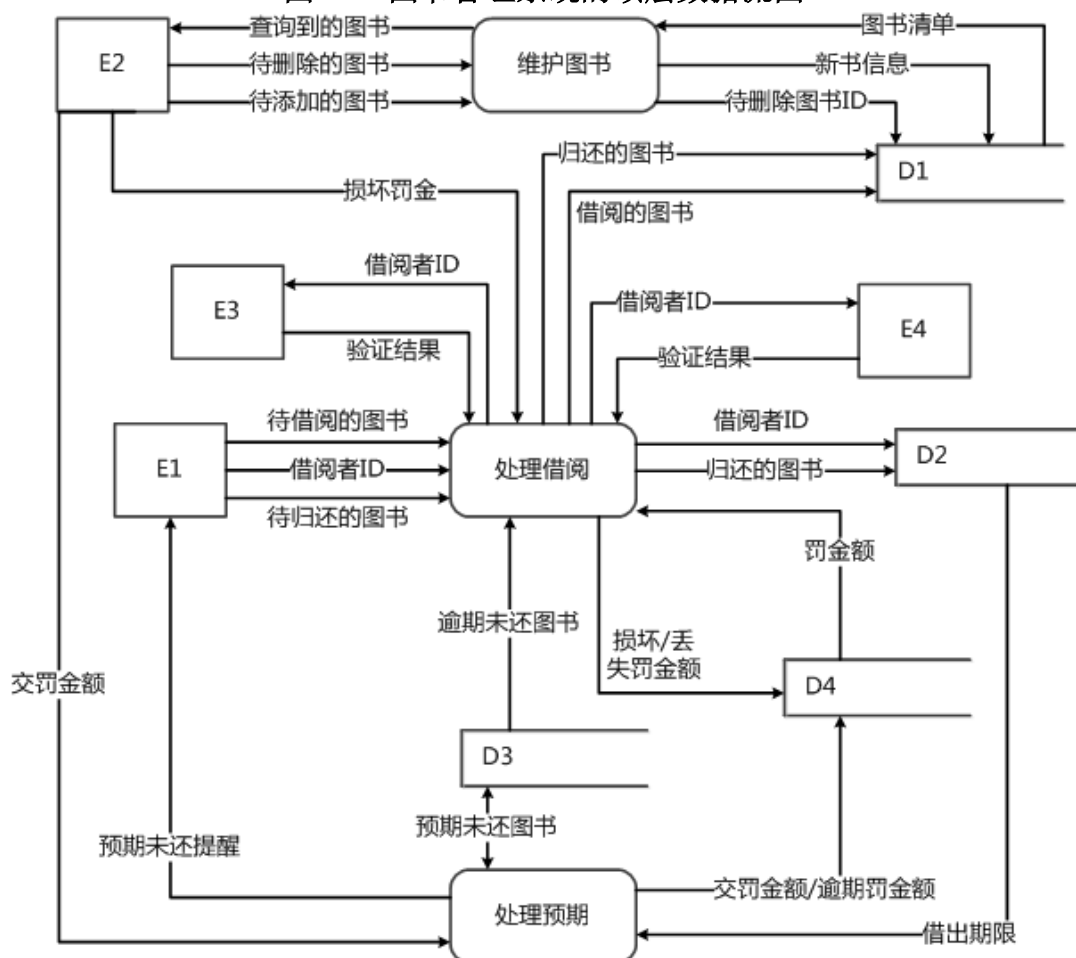 查询到的图书
图书清单
E2
维护图书
待删除的图书
新书信息
待添加的图书
待删除图书ID
归还的图书
D1
损坏罚金
借阅的图书
借阅者ID
E3
借阅者ID
E4
验证结果
验证结果
待借阅的图书
借阅者ID
E1
借阅者ID
处理借阅
归还的图书
D2
待归还的图书
罚金额
逾期未还图书
损坏/丢
失罚金额
交罚金额
D4
D3
预期未还图书
预期未还提醒
交罚金额/逾期罚金额
处理预期
借出期限